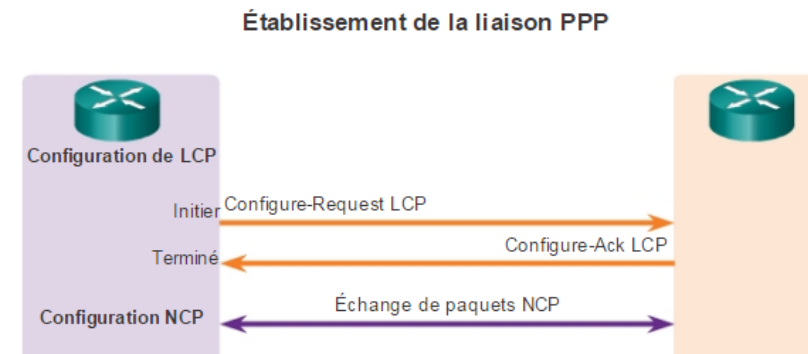 Établissement de la liaison PPP
Configuration de LCP
Initier
Configure-Request LCP
Configure-Ack LCP
Terminé
Échange de paquets NCP
Configuration NCP